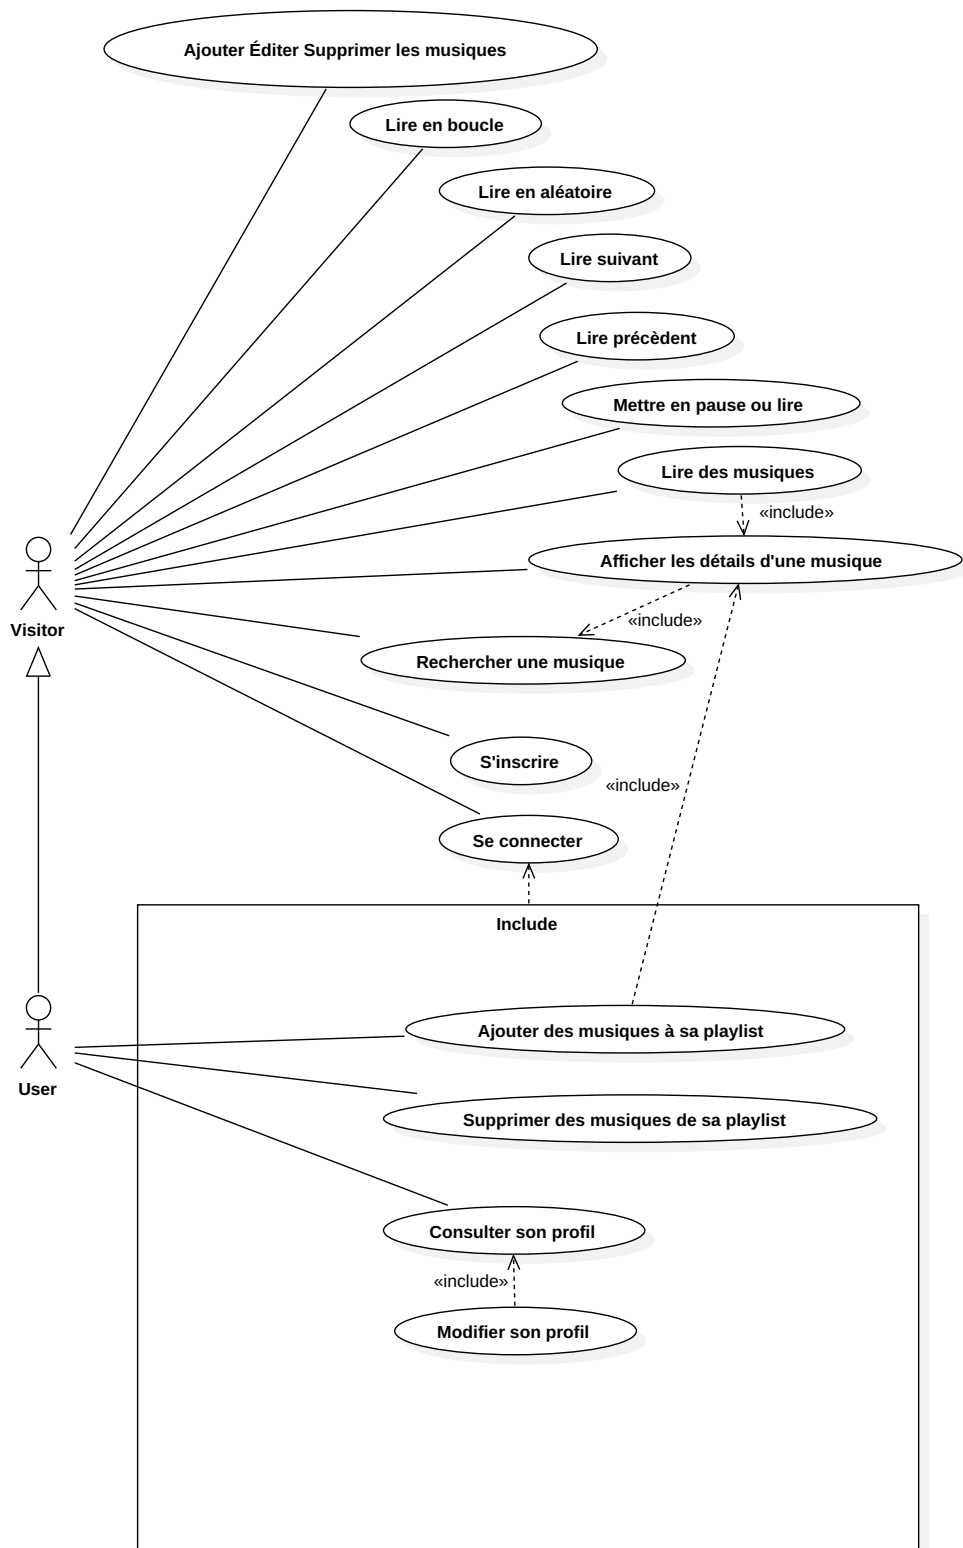 Ajouter Éditer Supprimer les musiques
Lire en boucle
Lire en aléatoire
Lire suivant
Lire précèdent
Mettre en pause ou lire
Lire des musiques
«include»
Afficher les détails d'une musique
«include»
Visitor
Rechercher une musique
S'inscrire
«include»
Se connecter
Include
Ajouter des musiques à sa playlist
User
Supprimer des musiques de sa playlist
Consulter son profil
«include»
Modifier son profil